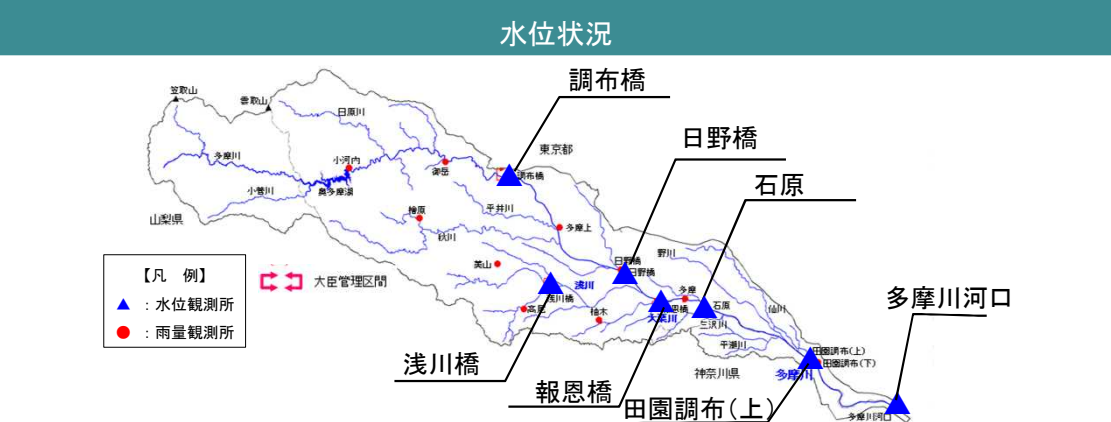 水位状況
調布橋
笠取山
雲取山
日原川
日野橋
東京都
多摩川
小河内
御岳
調布橋
石原
小菅川
奥多摩湖
平井川
山梨県
檜原
秋川
多摩上
野川
【凡　例】
美山
日野橋
日野橋
大臣管理区間
浅川
▲ ：水位観測所
浅川橋
多摩
多摩川河口
● ：雨量観測所
高尾
柚木
大栗川
報恩橋
石原
仙川
三沢川
平瀬川
田園調布(上)
浅川橋
神奈川県
多摩川
田園調布(下)
報恩橋
田園調布(上)
多摩川河口